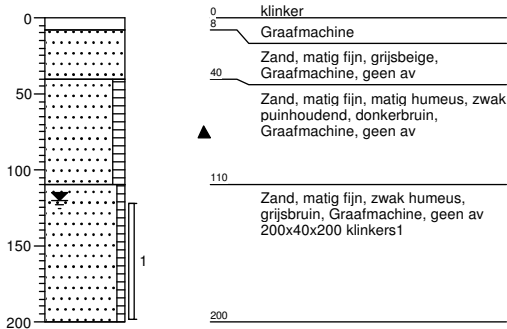 0
50
100
150
200
1
0
klinker
8
Graafmachine
Zand, matig fijn, grijsbeige,
Graafmachine, geen av
40
Zand, matig fijn, matig humeus, zwak
puinhoudend, donkerbruin,
Graafmachine, geen av
110
Zand, matig fijn, zwak humeus,
grijsbruin, Graafmachine, geen av
200x40x200 klinkers1
200